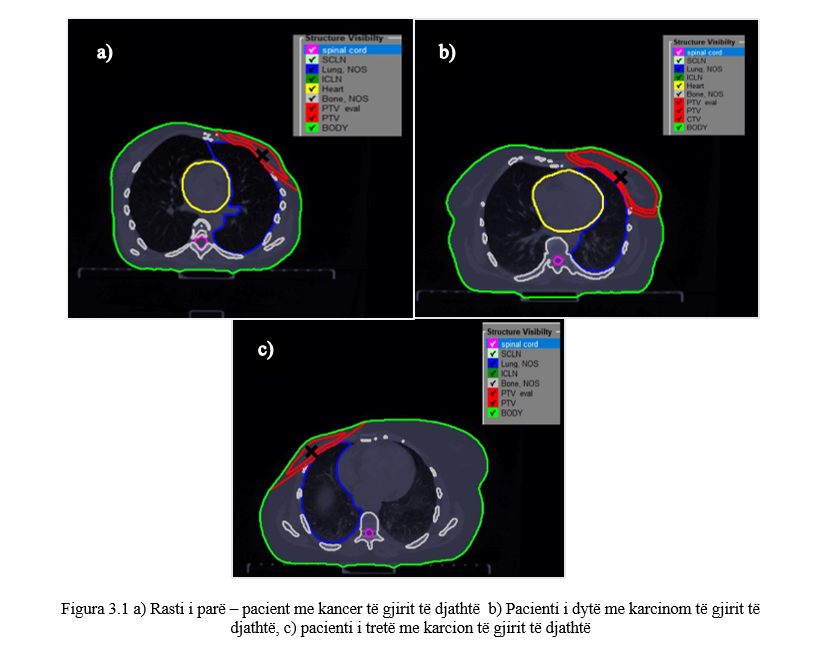 a)
Structure Visibilty
spinal cord
SCLN
Lung, NOS
ICLN
Heart
Bone, NOS
PTV eval
PTV
BODY
b)
Structure Visibilty
spinal cord
SCLN
Lung, NOS
ICLN
Heart
Bone, NOS
PTV eval
PTV
CTV
BODY
c)
Structure Visibilty
spinal cord
SCLN
Lung, NOS
ICLN
Bone, NOS
PTV eval
PTV
BODY
Figura 3.1 a) Rasti i parë – pacient me kancer të gjirit të djathtë b) Pacienti i dytë me karcinom të gjirit të
djathtë, c) pacienti i tretë me karcion të gjirit të djathtë